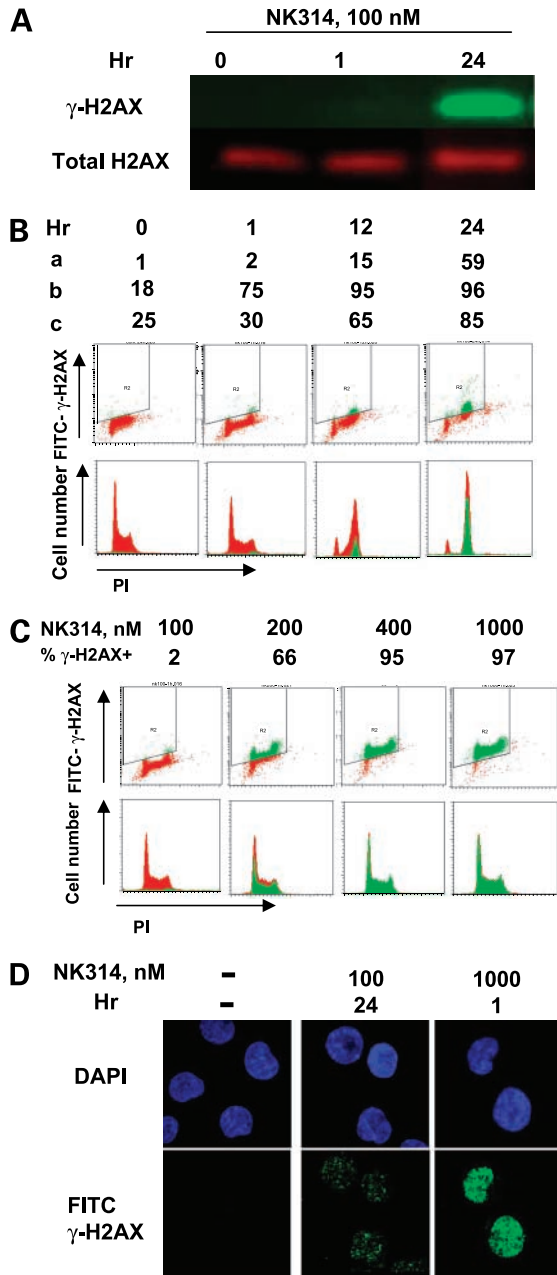 A
NK314, 100 nM
Hr 0 1 24
γ-H2AX
Total H2AX
B
Hr 0 1 12 24
a 1 2 15 59
b 18 75 95 96
c 25 30 65 85
FITC- γ-H2AX
R2 R2 R2 R2
Cell number
PI
C
NK314, nM 100 200 400 1000
% γ-H2AX+ 2 66 95 97
FITC- γ-H2AX
R2 R2 R2 R2
Cell number
PI
D
NK314, nM - 100 1000
Hr - 24 1
DAPI
FITC
γ-H2AX